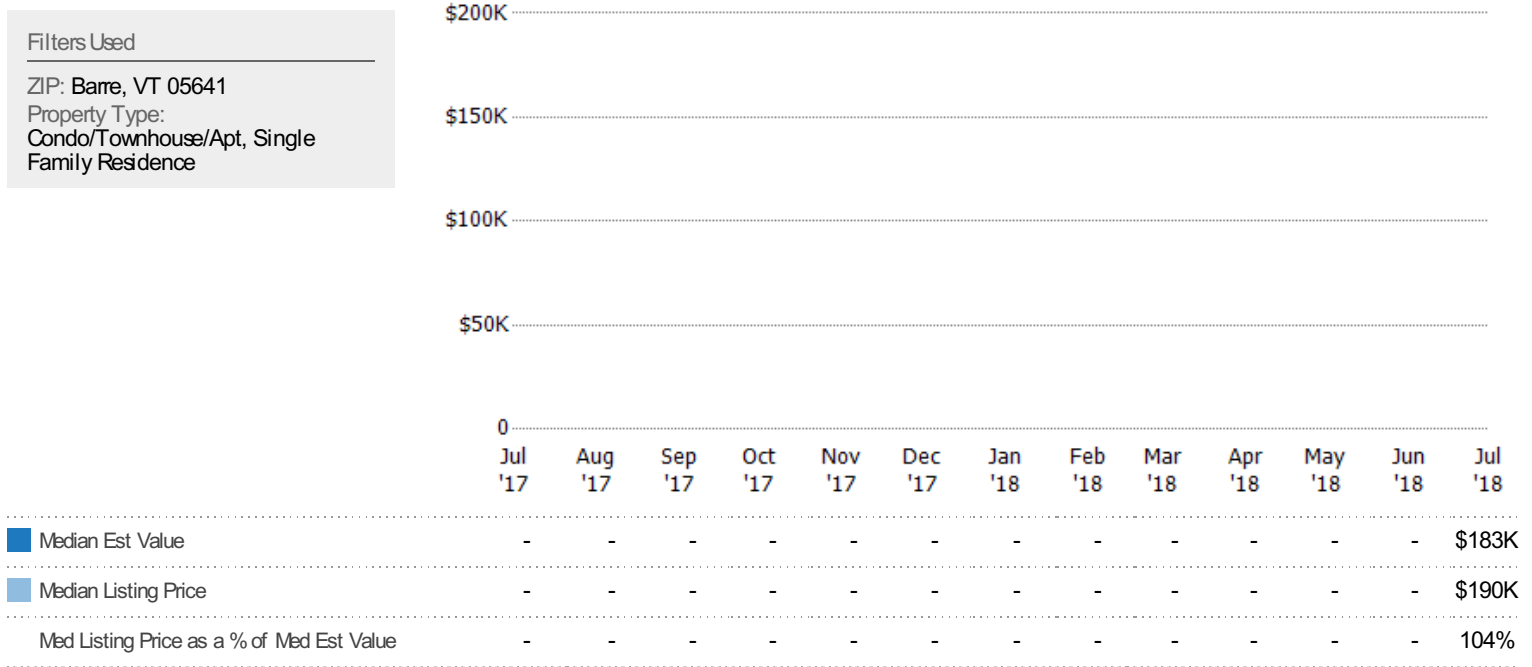 Filters Used
ZIP: Barre, VT 05641
Property Type:
Condo/Townhouse/Apt, Single
Family Residence
$200K
$150K
$100K
$50K
0
Jul Aug Sep Oct Nov Dec Jan Feb Mar Apr May Jun Jul
'17 '17 '17 '17 '17 '17 '18 '18 '18 '18 '18 '18 '18
Median Est Value - - - - - - - - - - - - $183K
Median Listing Price - - - - - - - - - - - - $190K
Med Listing Price as a % of Med Est Value - - - - - - - - - - - - 104%